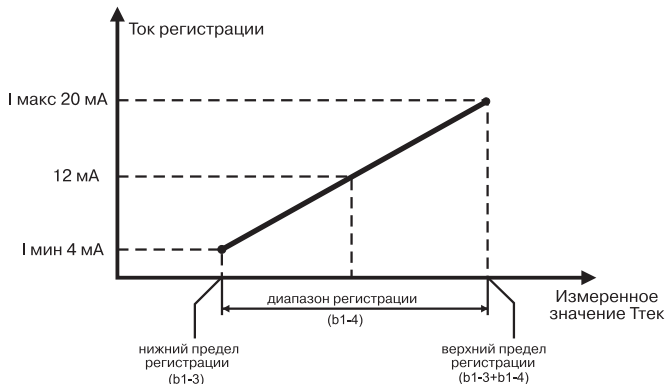 Ток регистрации
I макс 20 мА
12 мА
I мин 4 мА
диапазон регистрации
(b1-4)
Измеренное
значение Ттек
нижний предел
регистрации
(b1-3)
верхний предел
регистрации
(b1-3+b1-4)